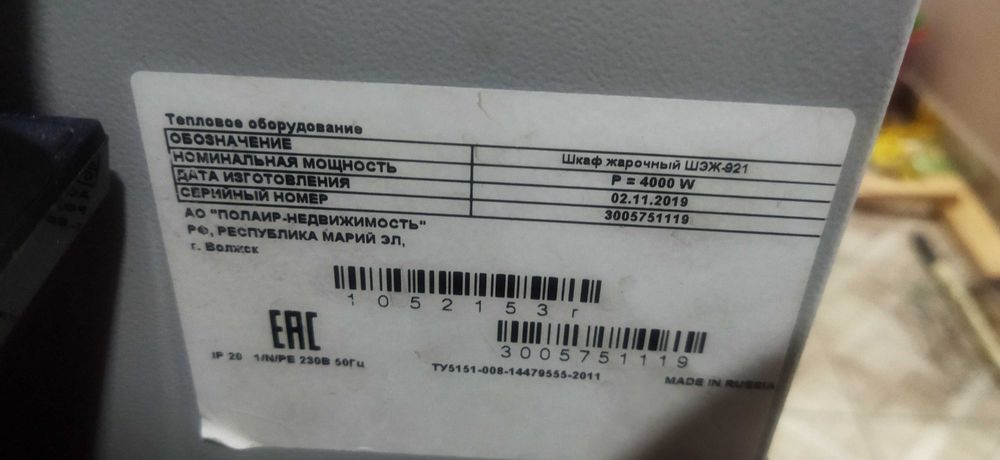 Тепловое оборудование
ОБОЗНАЧЕНИЕ Шкаф жарочный ШЭЖ-921
НОМИНАЛЬНАЯ МОЩНОСТЬ P = 4000 W
ДАТА ИЗГОТОВЛЕНИЯ 02.11.2019
СЕРИЙНЫЙ НОМЕР 3005751119
АО "ПОЛАИР-НЕДВИЖИМОСТЬ"
РФ, РЕСПУБЛИКА МАРИЙ ЭЛ,
г. Волжск
1052153г
EAC
3005751119
IP 20 1/N/PE 230В 50Гц
ТУ5151-008-14479555-2011
MADE IN RUSSIA